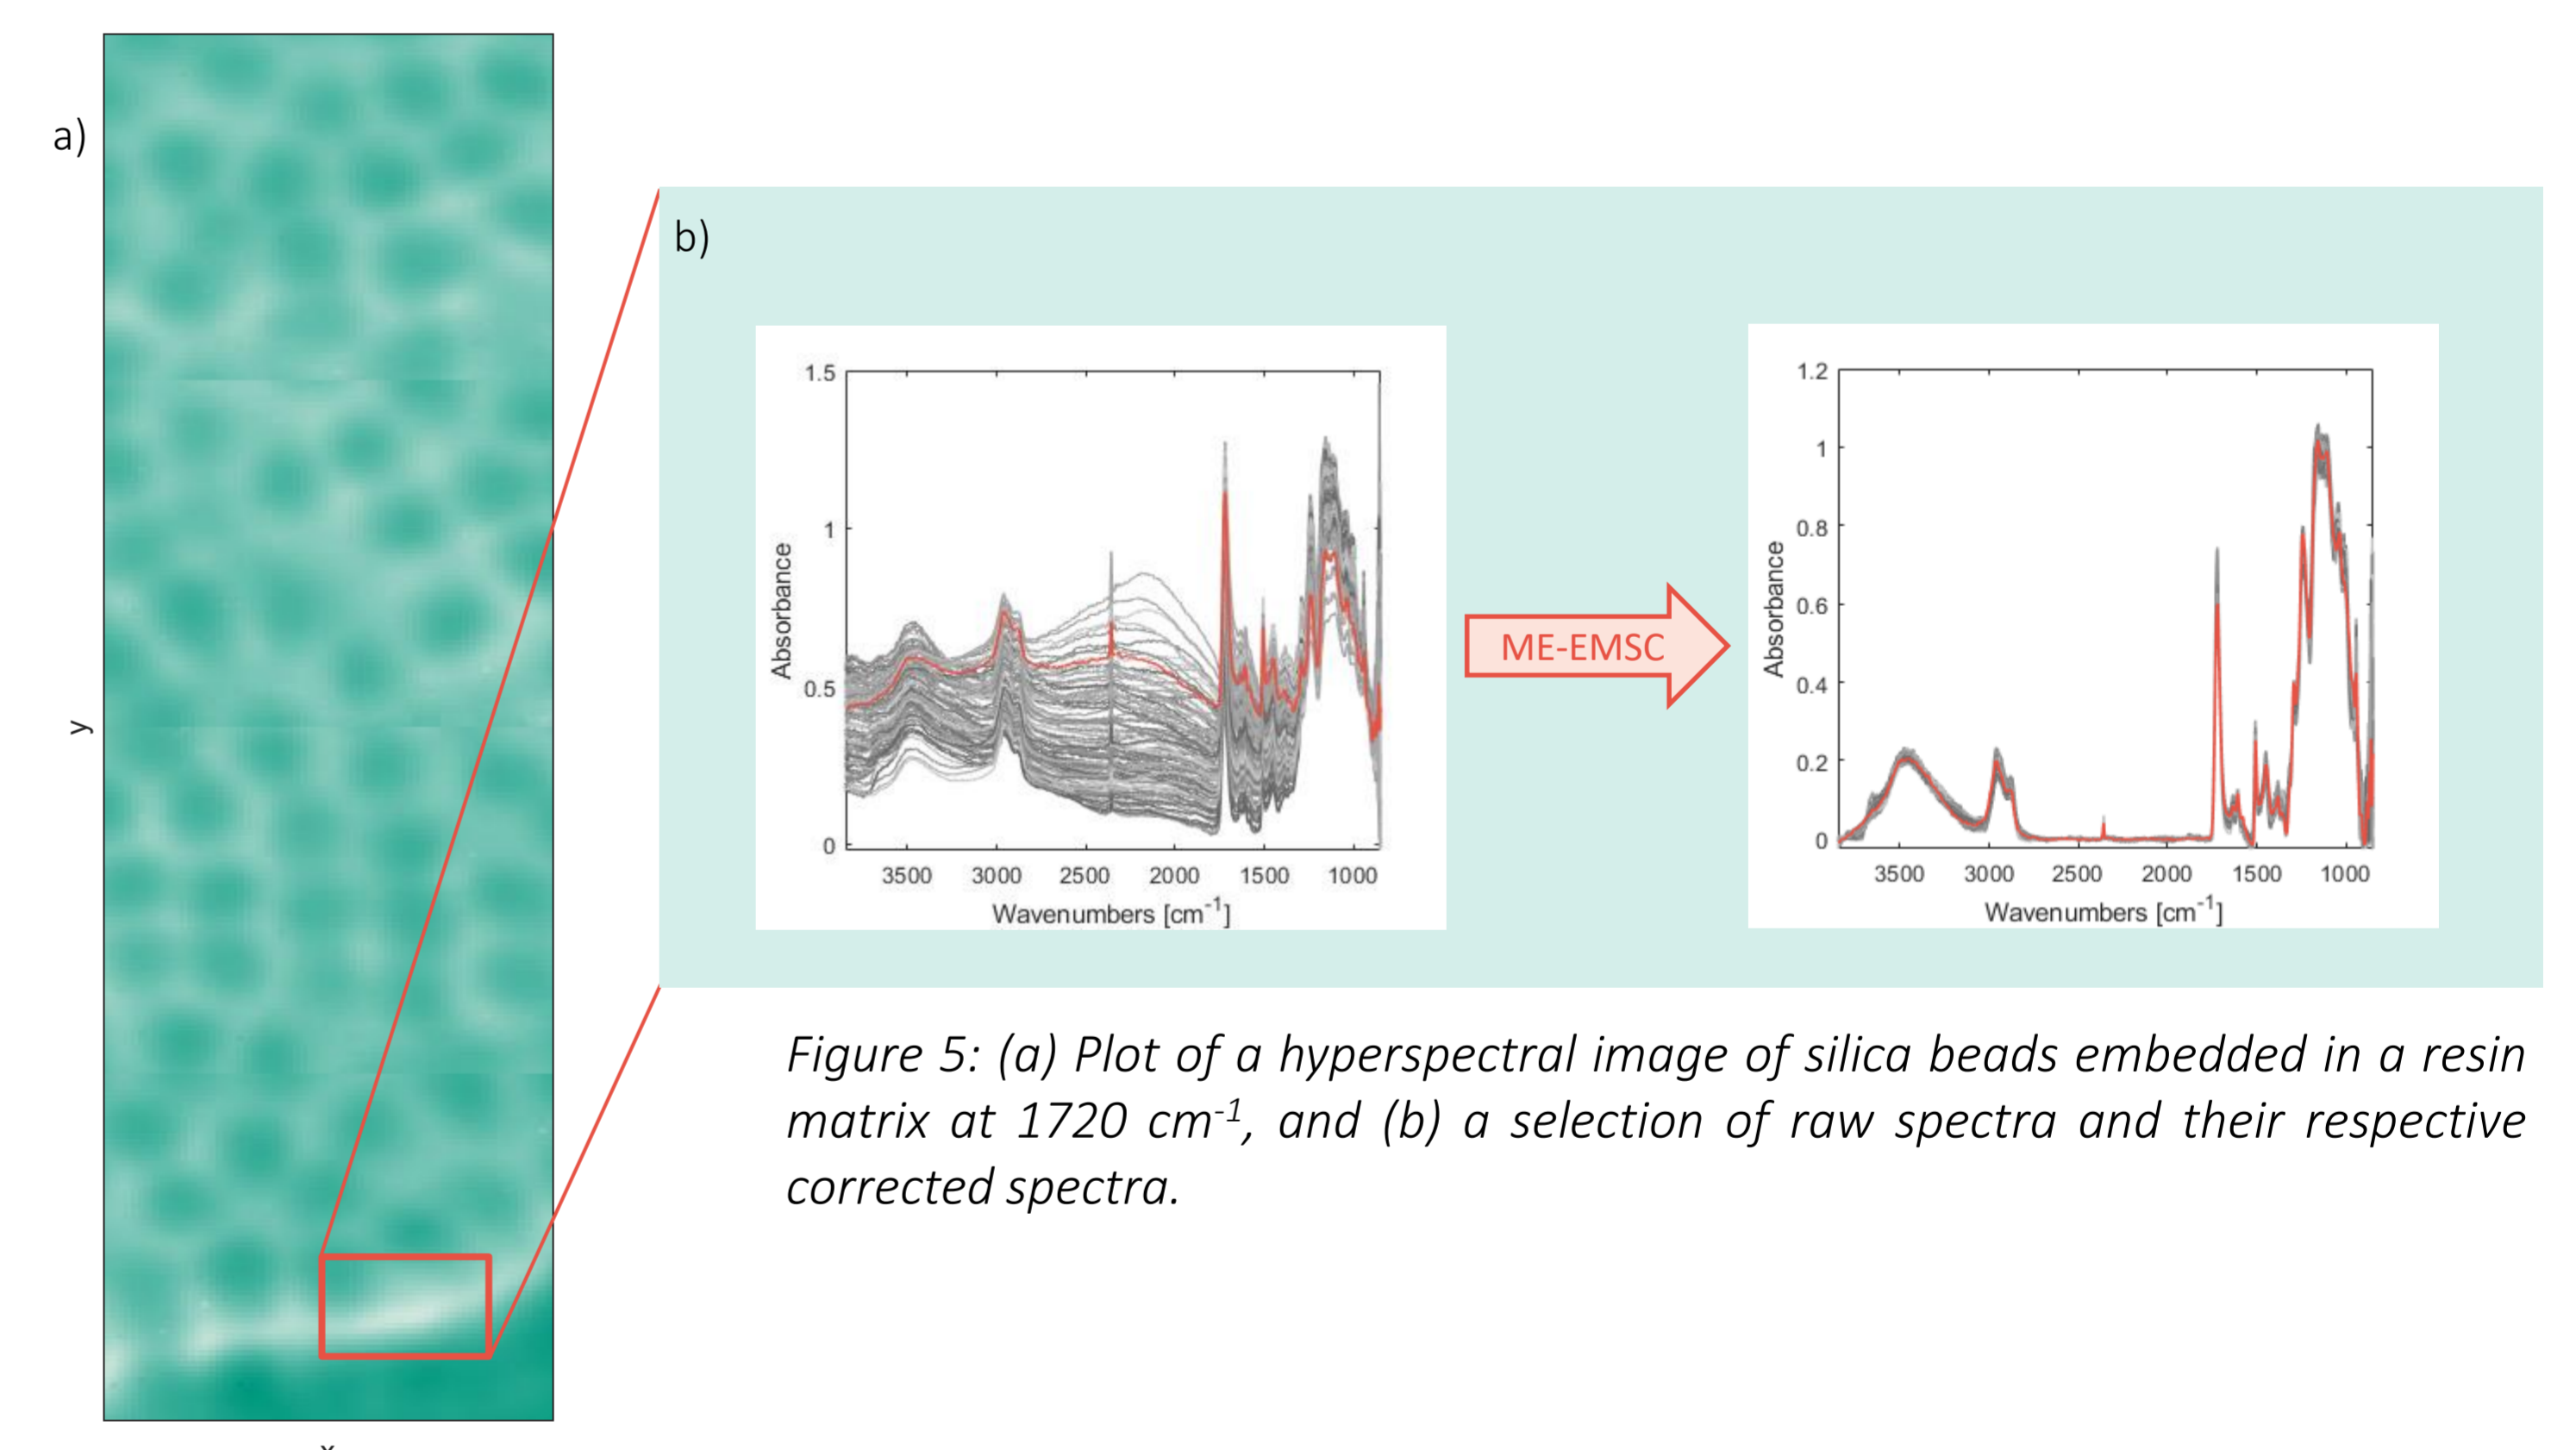 a)
y
x
b)
1.5
1
0.5
0
Absorbance
3500 3000 2500 2000 1500 1000
Wavenumbers [cm-1]
ME-EMSC
1.2
1
0.8
0.6
0.4
0.2
0
Absorbance
3500 3000 2500 2000 1500 1000
Wavenumbers [cm-1]
Figure 5: (a) Plot of a hyperspectral image of silica beads embedded in a resin
matrix at 1720 cm-1, and (b) a selection of raw spectra and their respective
corrected spectra.